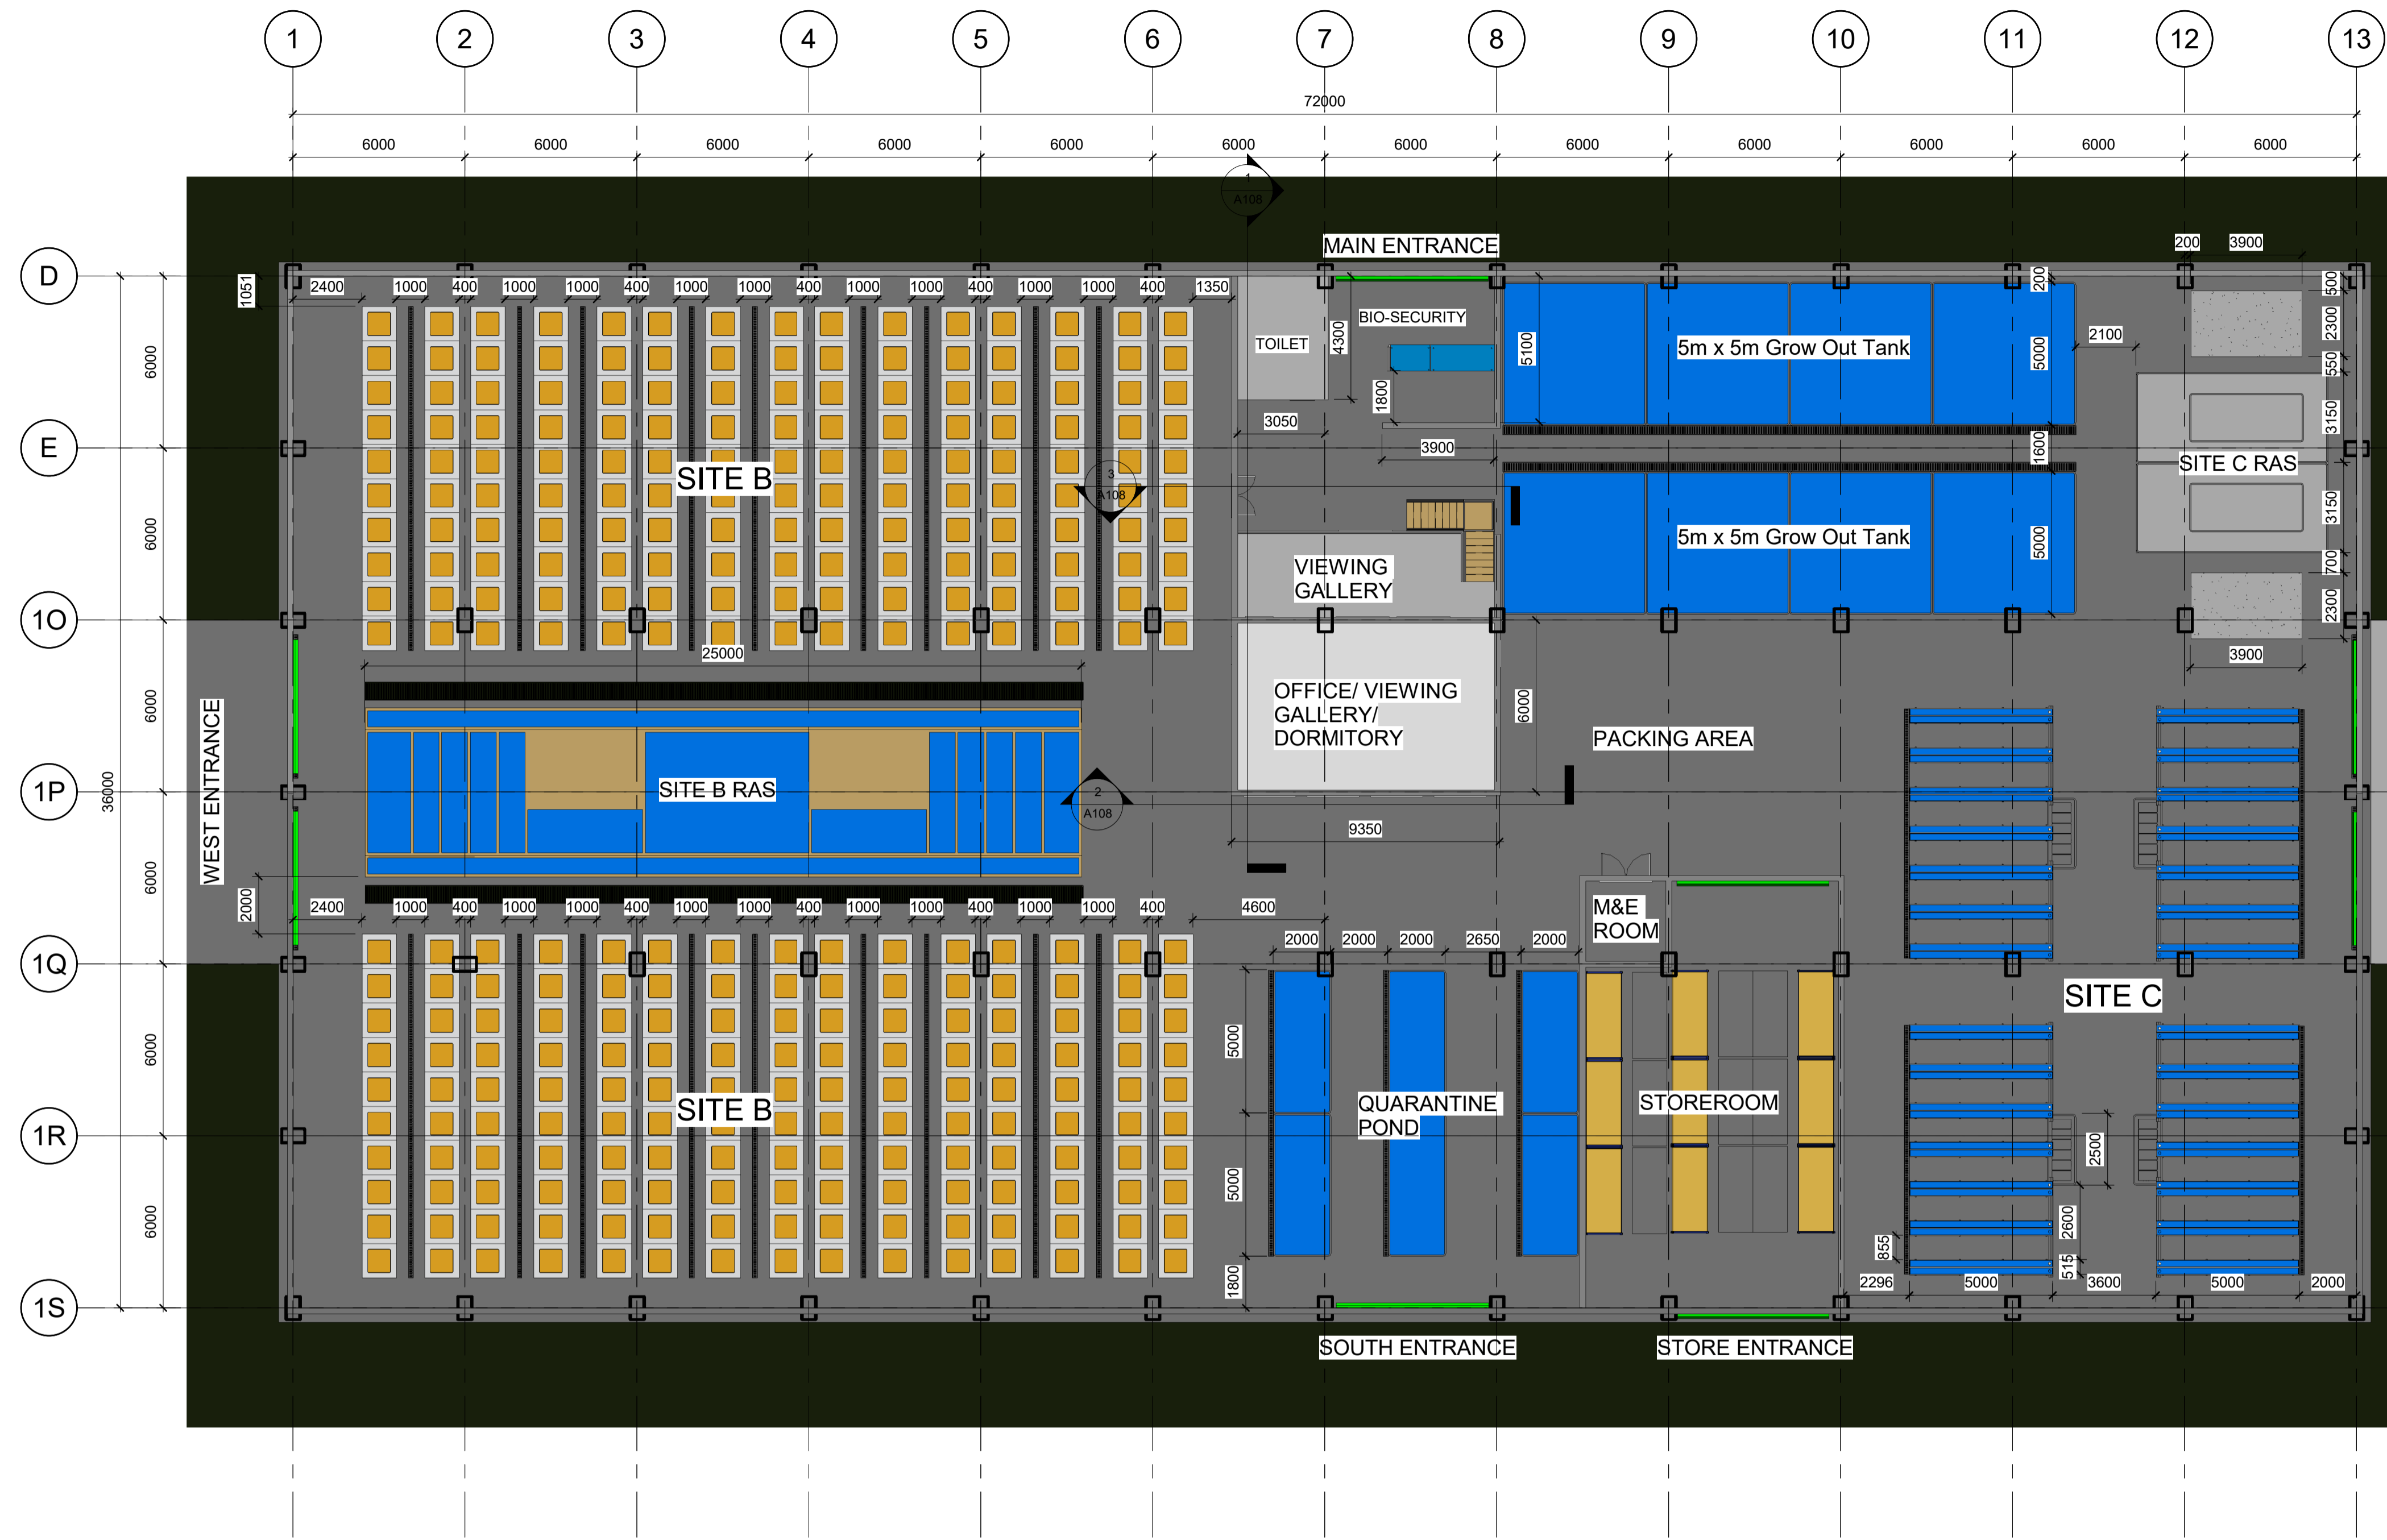 1 2 3 4 5 6 7 8 9 10 11 12 13
72000
6000 6000 6000 6000 6000 6000 6000 6000 6000 6000 6000 6000
1
A108
MAIN ENTRANCE
200 3900
D
1051
2400 1000 400 1000 1000 400 1000 1000 400 1000 1000 400 1000 1000 400 1350
200
500
BIO-SECURITY
TOILET
4300
5100
5m x 5m Grow Out Tank
5000
2100
2300
550
6000
1800
3050
3900
1600
3150
E
SITE B
3
A108
SITE C RAS
6000
3150
5m x 5m Grow Out Tank
5000
VIEWING
GALLERY
700
2300
1O
25000
3900
OFFICE/ VIEWING
GALLERY/
DORMITORY
6000
6000
PACKING AREA
WEST ENTRANCE
36000
1P
SITE B RAS
2
A108
9350
6000
2000
2400 1000 400 1000 1000 400 1000 1000 400 1000 1000 400 1000 1000 400 4600
M&E
ROOM
2000 2000 2000 2650 2000
1Q
SITE C
6000
5000
SITE B
QUARANTINE
POND
STOREROOM
1R
2500
6000
5000
2600
855
515
1800
2296 5000 3600 5000 2000
1S
SOUTH ENTRANCE
STORE ENTRANCE